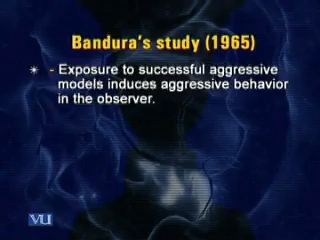 Bandura's study (1965)
- Exposure to successful aggressive
models induces aggressive behavior
in the observer.
VU